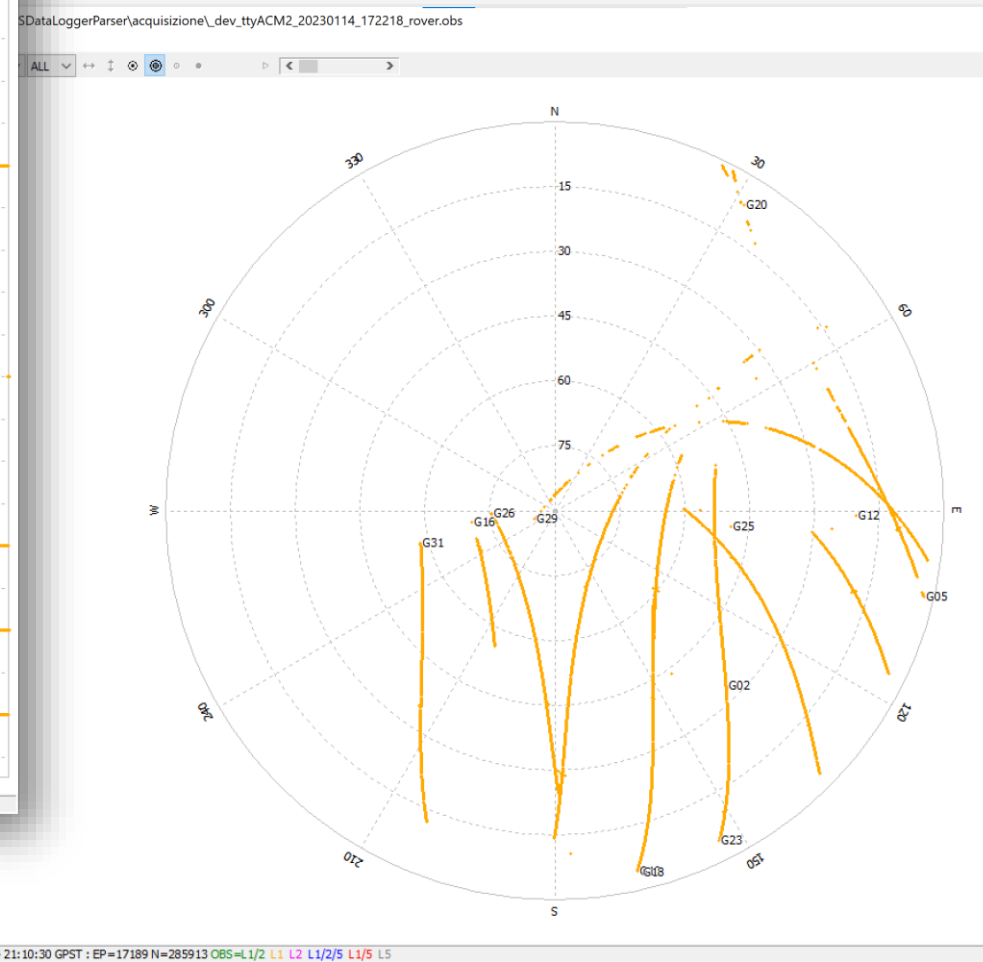 SDataLoggerParser\acquisizione\_dev_ttyACM2_20230114_172218_rover.obs
ALL
N
330
30
15
G20
30
300
60
45
60
75
W
G26
G16
G29
G25
G12
E
G31
G05
G02
240
120
G23
210
150
S
21:10:30 GPST : EP=17189 N=285913 OBS=L1/2 L1 L2 L1/2/5 L1/5 L5